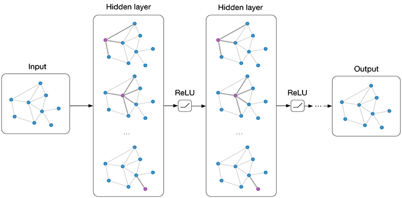 Hidden layer
Hidden layer
Input
ReLU
ReLU
Output
...
...
...